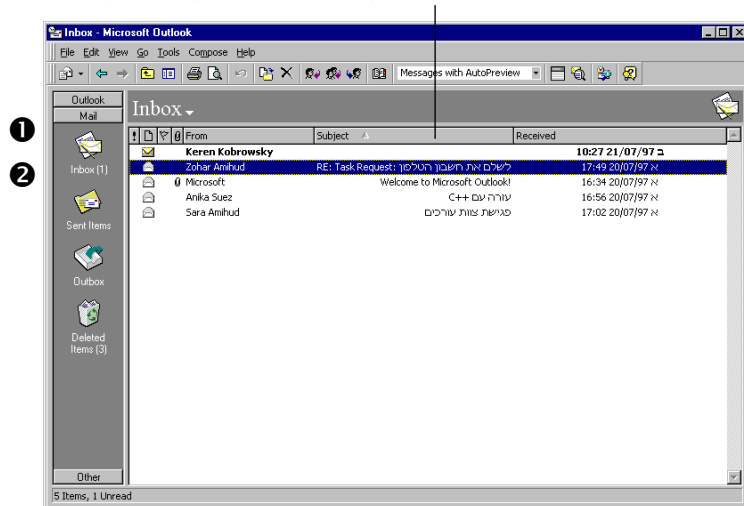 Inbox - Microsoft Outlook
File Edit View Go Tools Compose Help
Messages with AutoPreview
Outlook
Mail
Inbox
❶
! From Subject Received
Keren Kobrowsky 10:27 21/07/97 ב
Inbox (1)
❷
Zohar Amihud RE: Task Request: לשלם את חשבון הטלפון 17:49 20/07/97 א
Microsoft Welcome to Microsoft Outlook! 16:34 20/07/97 א
Anika Suez עזרה עם C++ 16:56 20/07/97 א
Sara Amihud פגישת צוות עורכים 17:02 20/07/97 א
Sent Items
Outbox
Deleted
Items (3)
Other
5 Items, 1 Unread